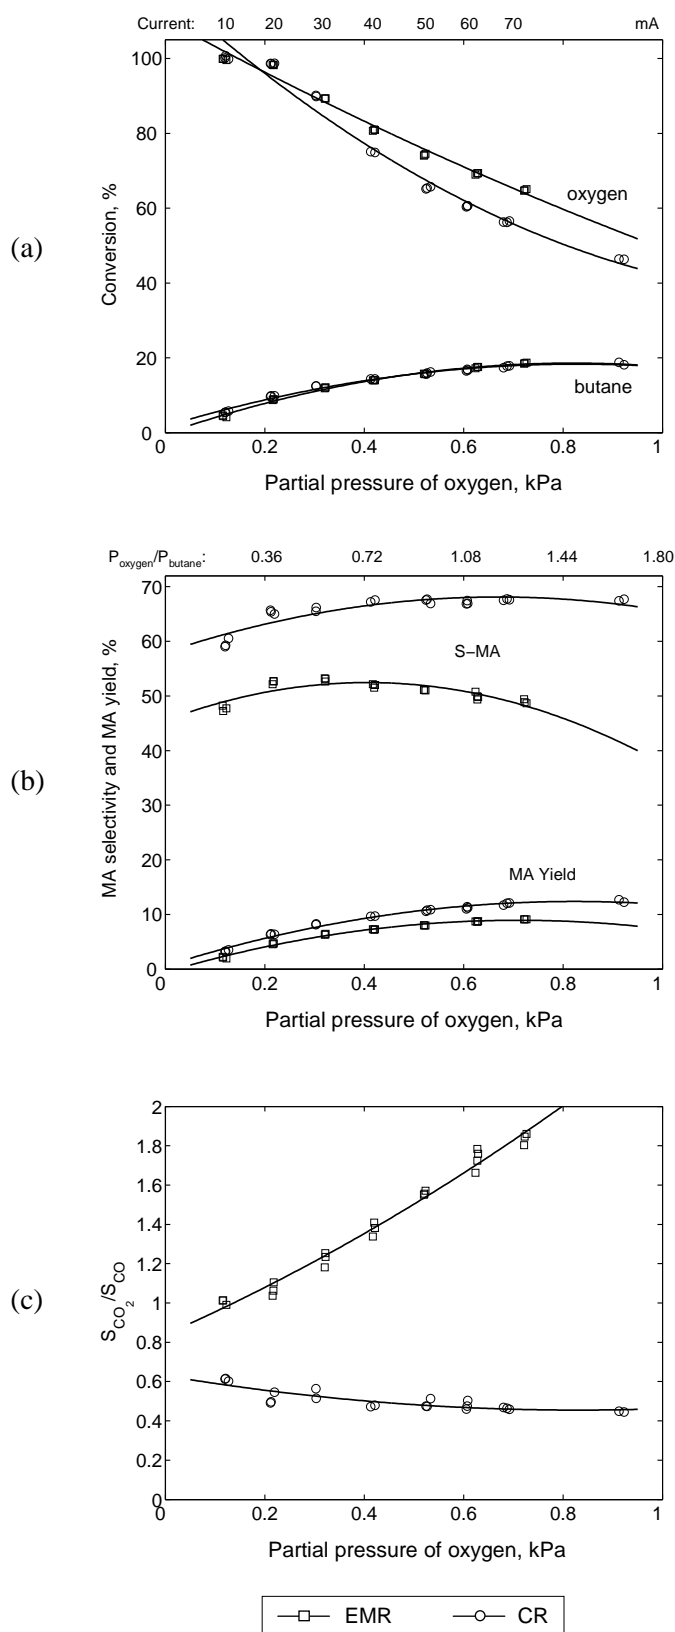 Current: 10 20 30 40 50 60 70 mA
100
80
60
40
20
0
oxygen
butane
Conversion, %
(a)
0 0.2 0.4 0.6 0.8 1
Partial pressure of oxygen, kPa
Poxygen/Pbutane: 0.36 0.72 1.08 1.44 1.80
70
60
50
40
30
20
10
0
S−MA
MA Yield
MA selectivity and MA yield, %
(b)
0 0.2 0.4 0.6 0.8 1
Partial pressure of oxygen, kPa
2
1.8
1.6
1.4
1.2
1
0.8
0.6
0.4
0.2
0
SCO2/SCO
(c)
0 0.2 0.4 0.6 0.8 1
Partial pressure of oxygen, kPa
EMR CR